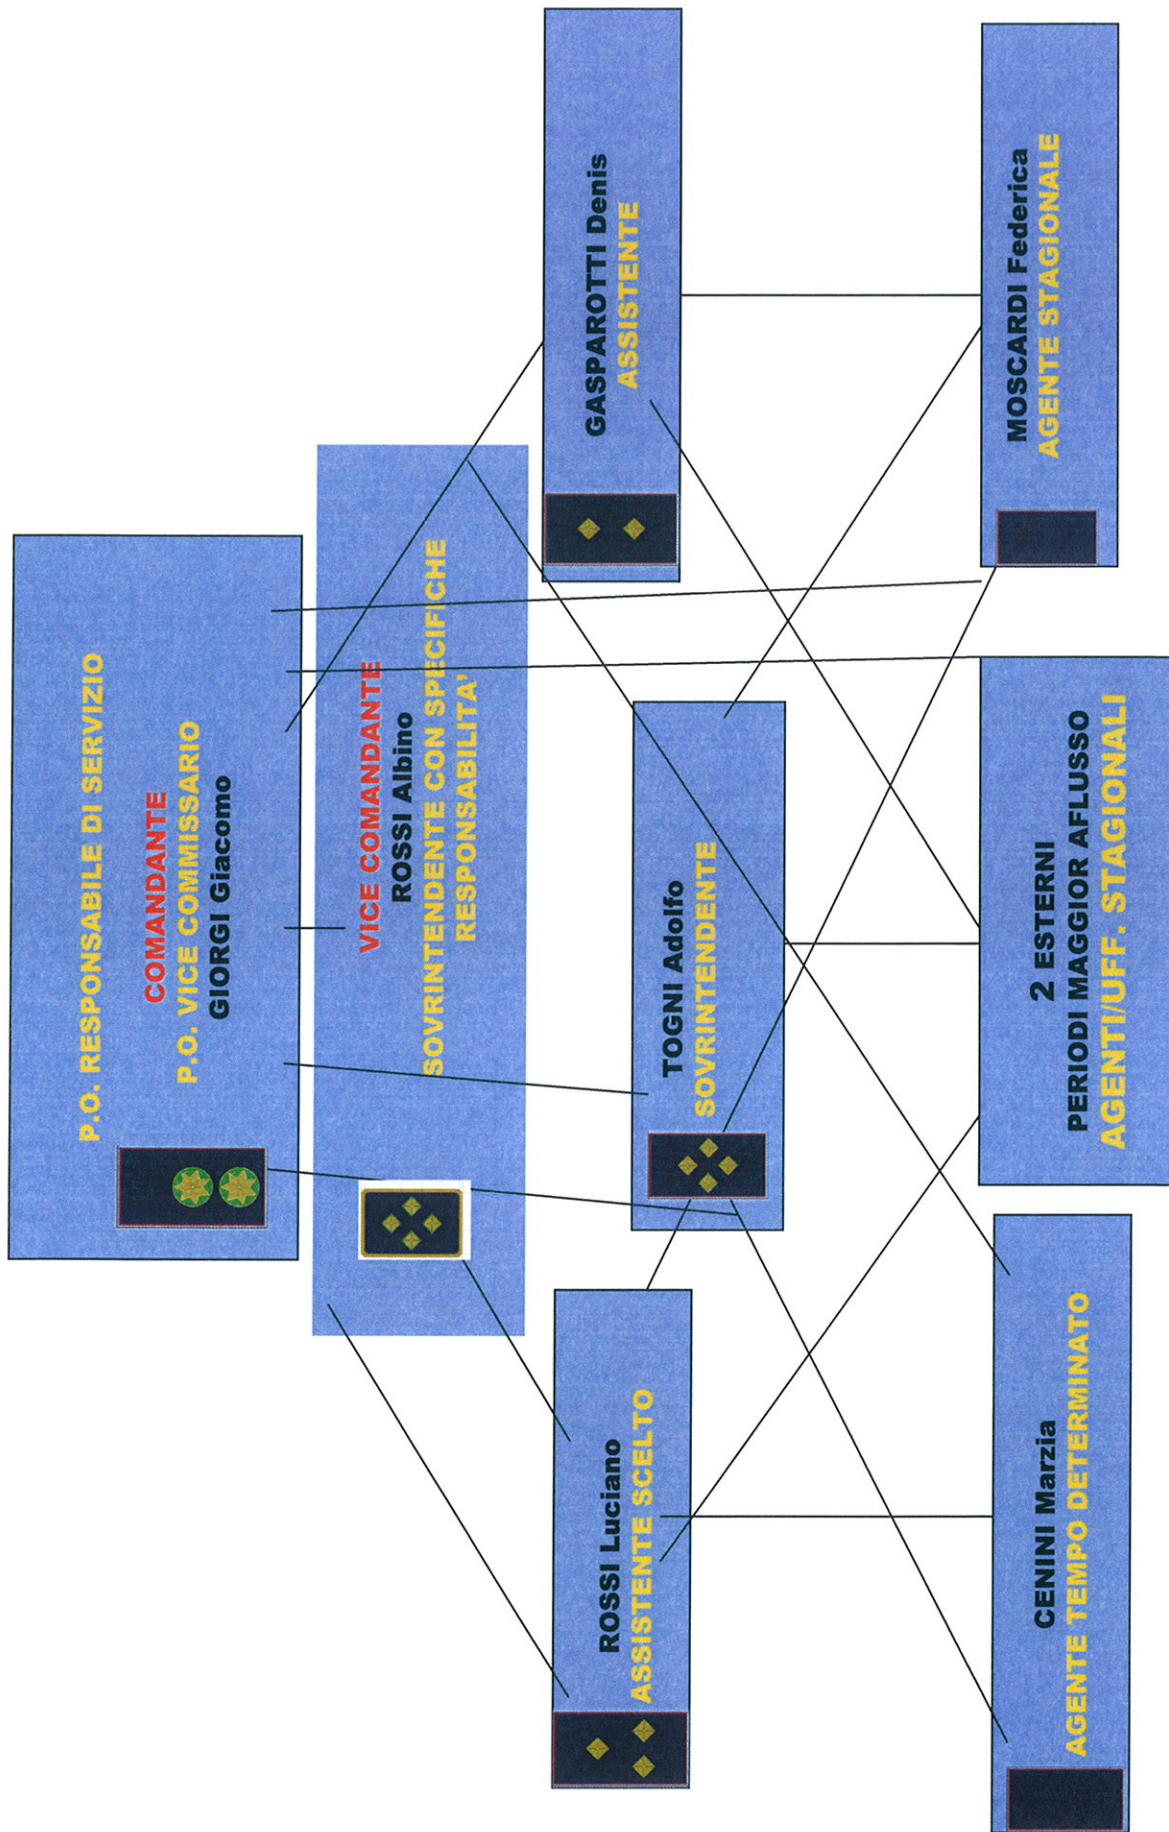 P.O. RESPONSABILE DI SERVIZIO
COMANDANTE
P.O. VICE COMMISSARIO
GIORGI Giacomo
VICE COMANDANTE
ROSSI Albino
SOVRINTENDENTE CON SPECIFICHE
RESPONSABILITA'
ROSSI Luciano
ASSISTENTE SCELTO
TOGNI Adolfo
SOVRINTENDENTE
GASPAROTTI Denis
ASSISTENTE
CENINI Marzia
AGENTE TEMPO DETERMINATO
2 ESTERNI
PERIODI MAGGIOR AFLUSSO
AGENTI/UFF. STAGIONALI
MOSCARDI Federica
AGENTE STAGIONALE